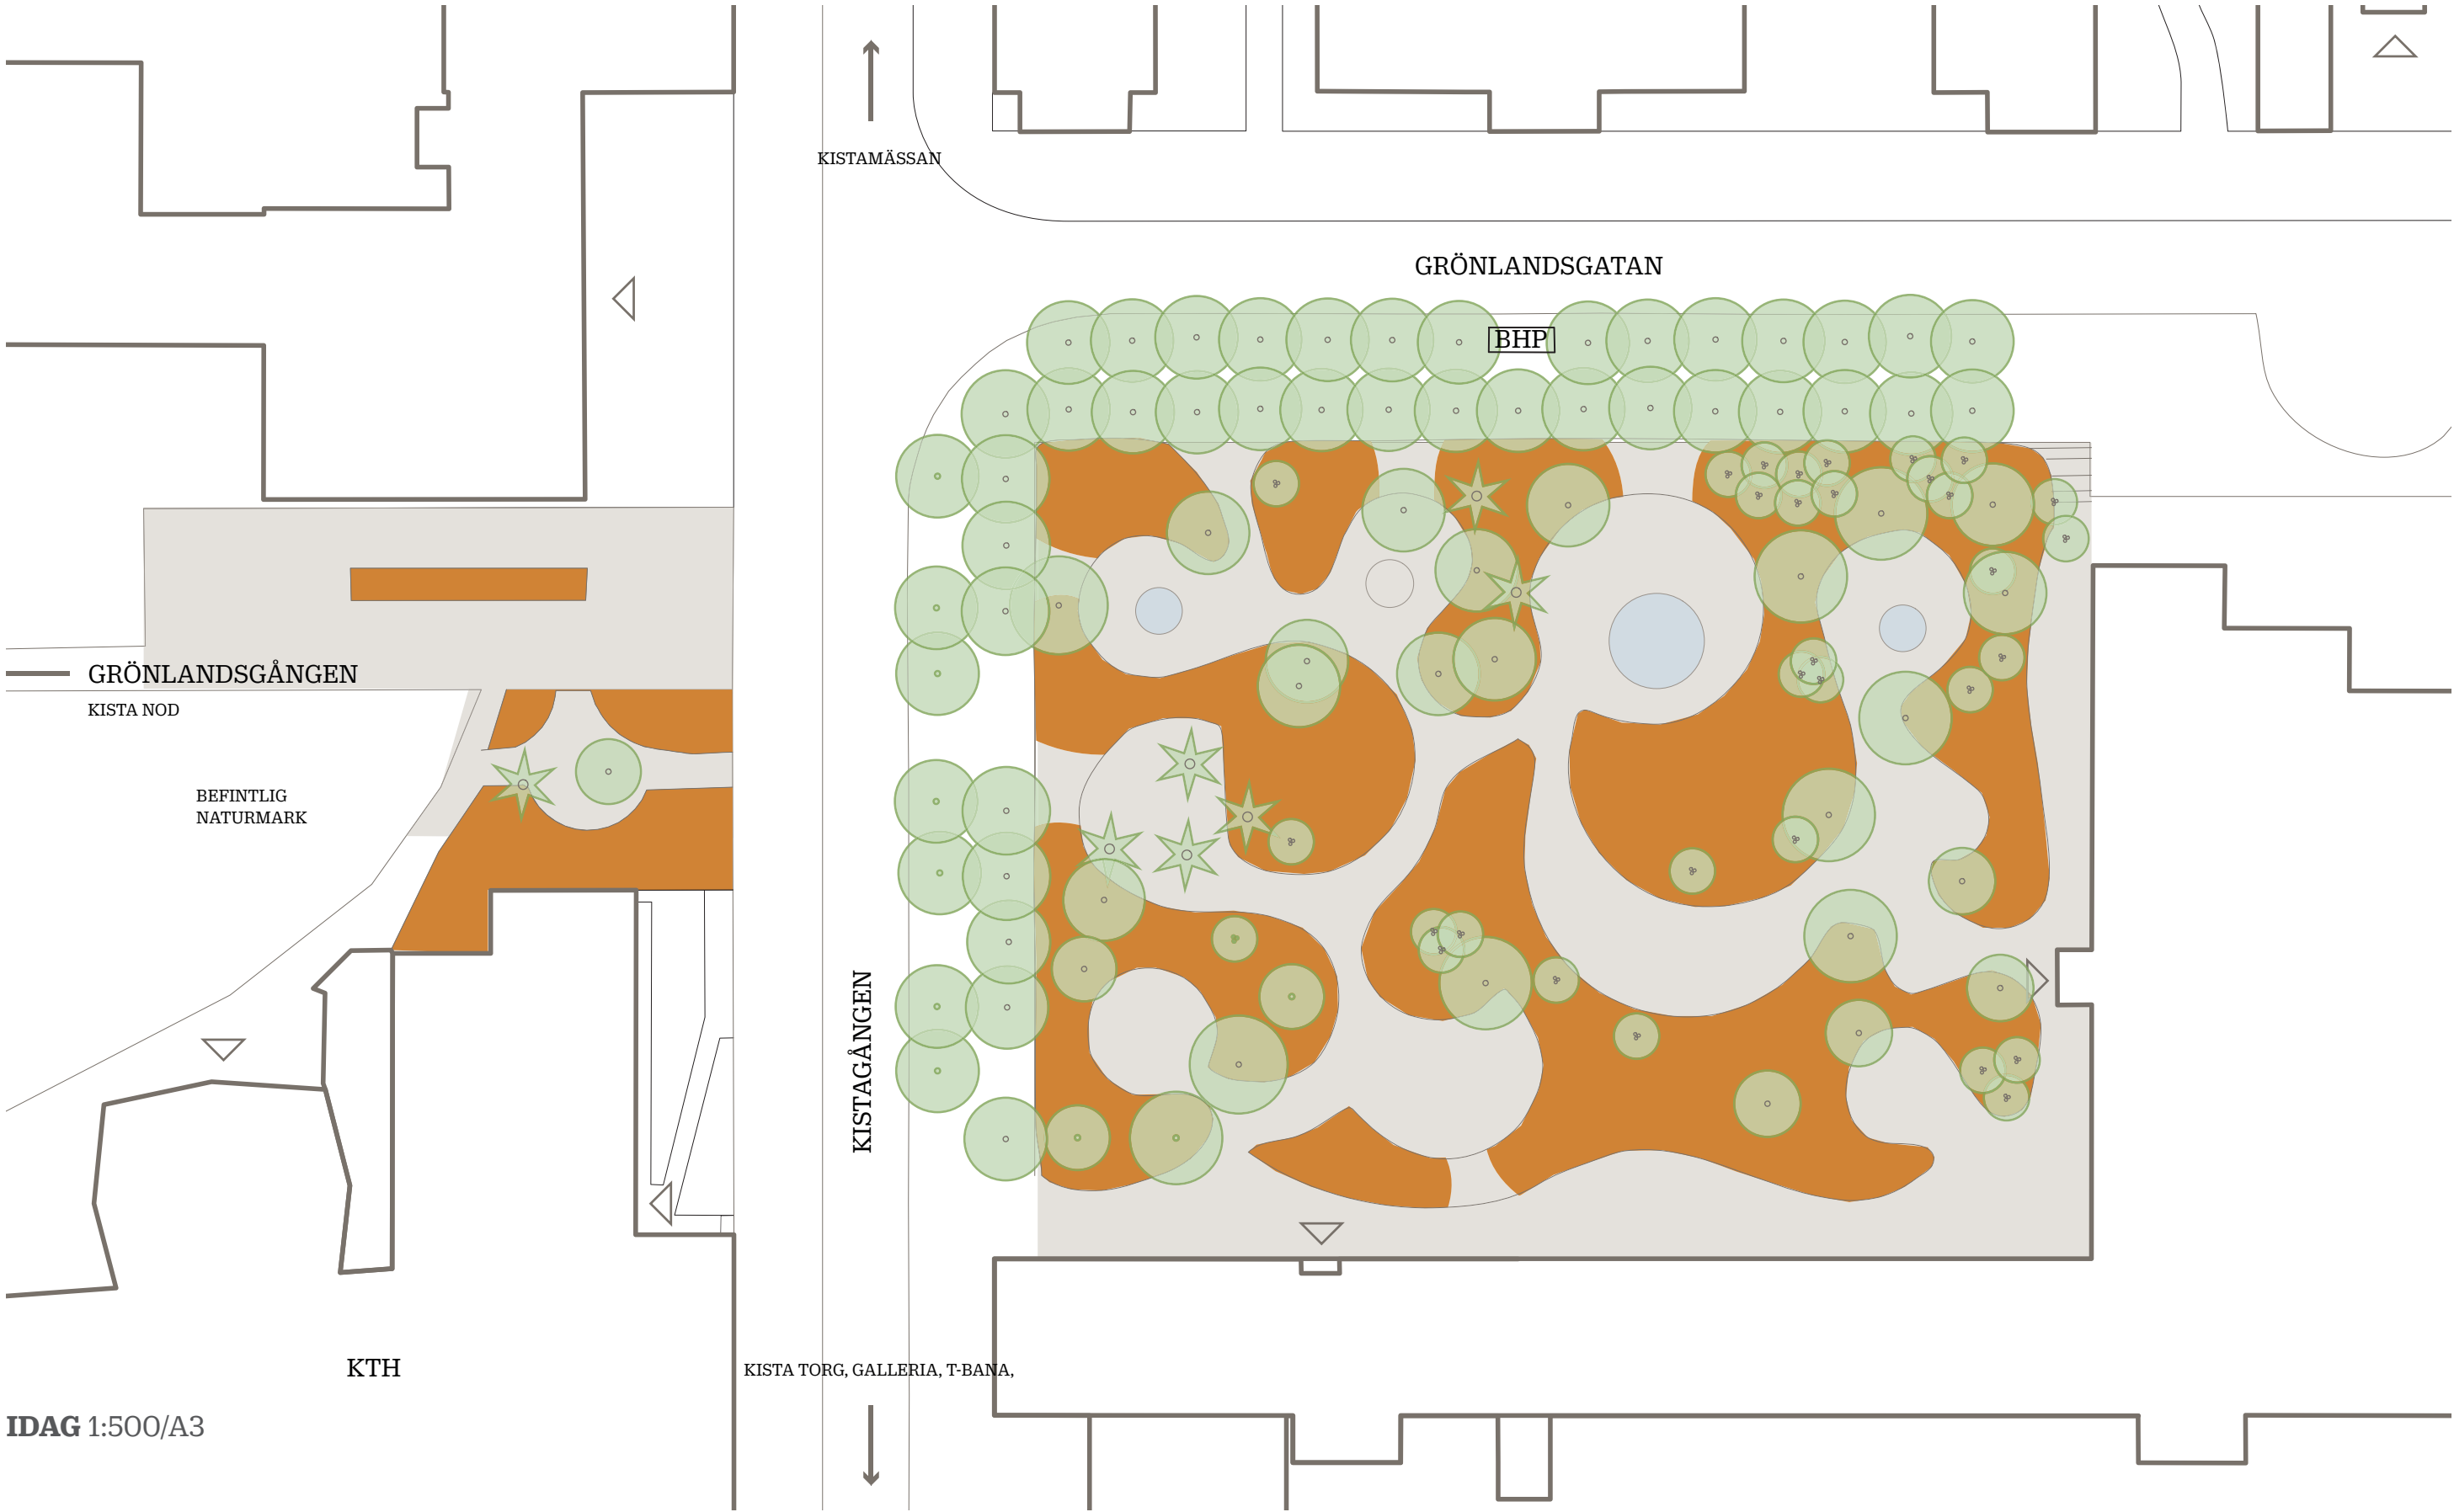 KISTAMÄSSAN
GRÖNLANDSGATAN
BHP
GRÖNLANDSGÅNGEN
KISTA NOD
BEFINTLIG
NATURMARK
KISTAGÅNGEN
KTH
KISTA TORG, GALLERIA, T-BANA,
IDAG 1:500/A3